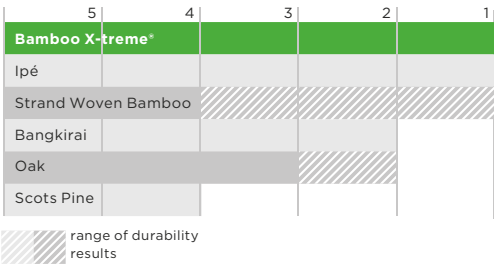 5 4 3 2 1
Bamboo X-treme®
Ipé
Strand Woven Bamboo
Bangkirai
Oak
Scots Pine
range of durability
results